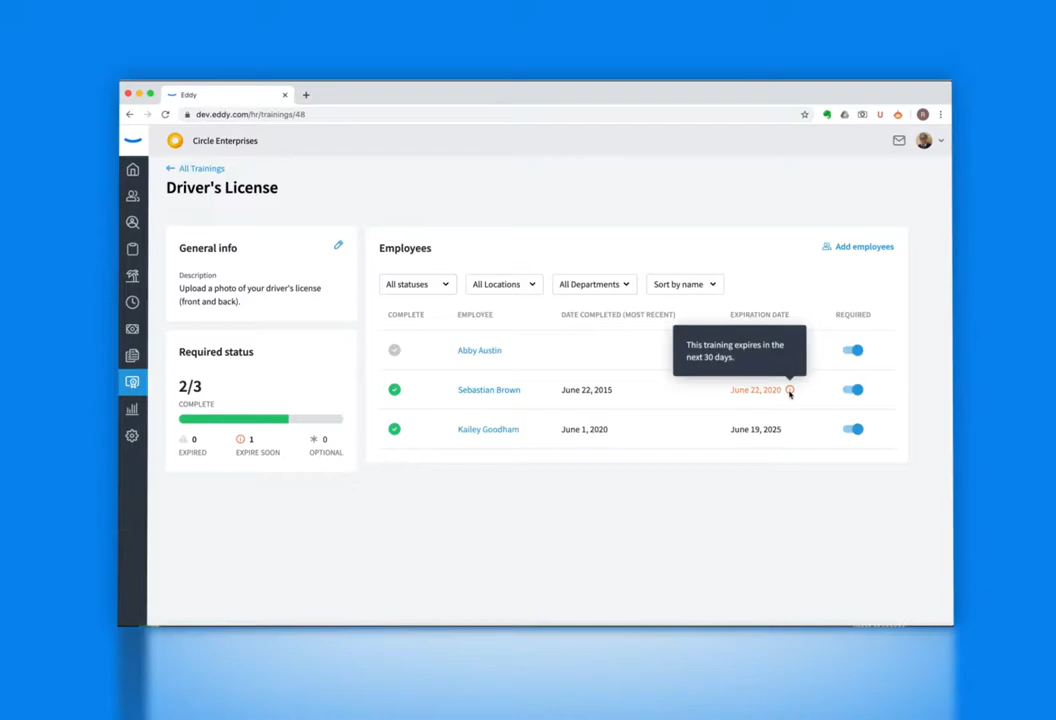 Eddy
dev.eddy.com/hr/trainings/48
Circle Enterprises
← All Trainings
Driver's License
General info
Description
Upload a photo of your driver's license
(front and back).
Required status
2/3
COMPLETE
0 1 0
EXPIRED EXPIRE SOON OPTIONAL
Employees
Add employees
All statuses All Locations All Departments Sort by name
COMPLETE EMPLOYEE DATE COMPLETED (MOST RECENT) EXPIRATION DATE REQUIRED
This training expires in the
next 30 days.
Abby Austin
Sebastian Brown June 22, 2015 June 22, 2020
Kailey Goodham June 1, 2020 June 19, 2025